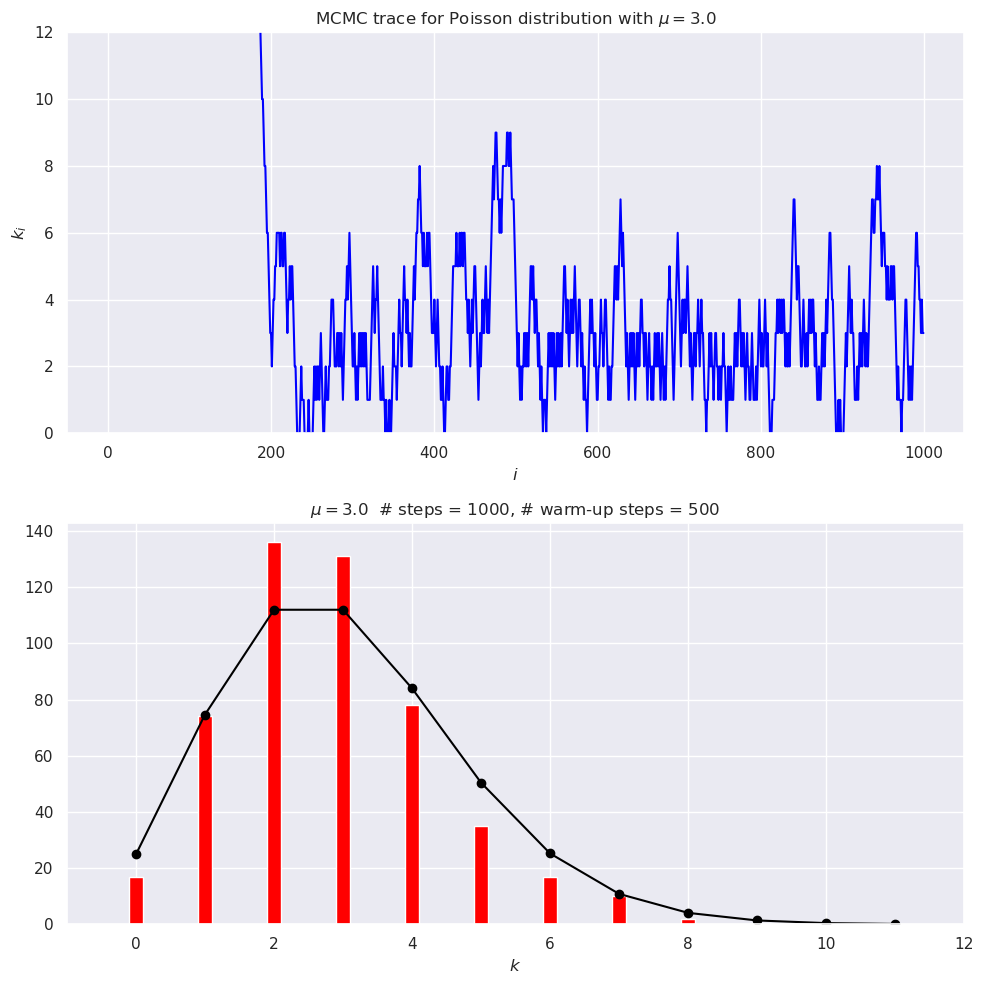 MCMC trace for Poisson distribution with μ = 3.0
12
10
8
6
4
2
0
k_i
0 200 400 600 800 1000
i
μ = 3.0 # steps = 1000, # warm-up steps = 500
140
120
100
80
60
40
20
0
0 2 4 6 8 10 12
k